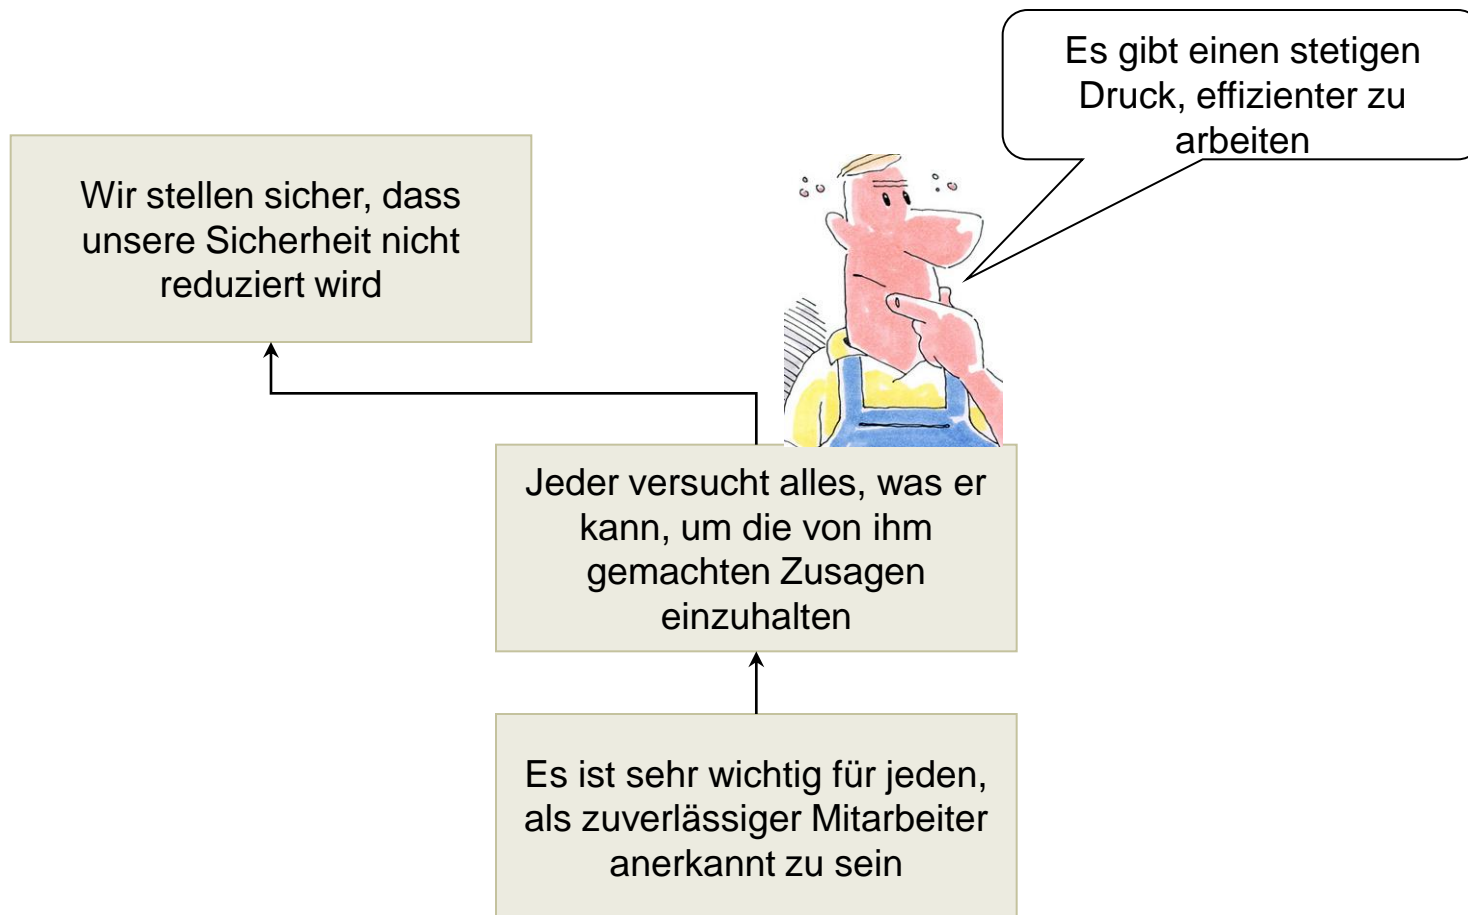 Es gibt einen stetigen
Druck, effizienter zu
arbeiten
Wir stellen sicher, dass
unsere Sicherheit nicht
reduziert wird
Jeder versucht alles, was er
kann, um die von ihm
gemachten Zusagen
einzuhalten
Es ist sehr wichtig für jeden,
als zuverlässiger Mitarbeiter
anerkannt zu sein